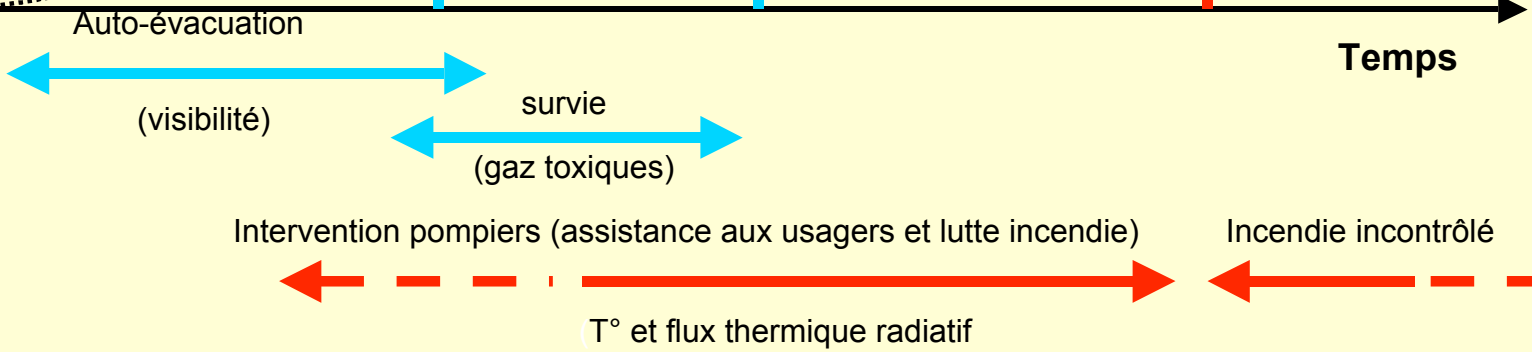 Auto-évacuation
Temps
(visibilité)
survie
(gaz toxiques)
Intervention pompiers (assistance aux usagers et lutte incendie)
Incendie incontrôlé
(T° et flux thermique radiatif